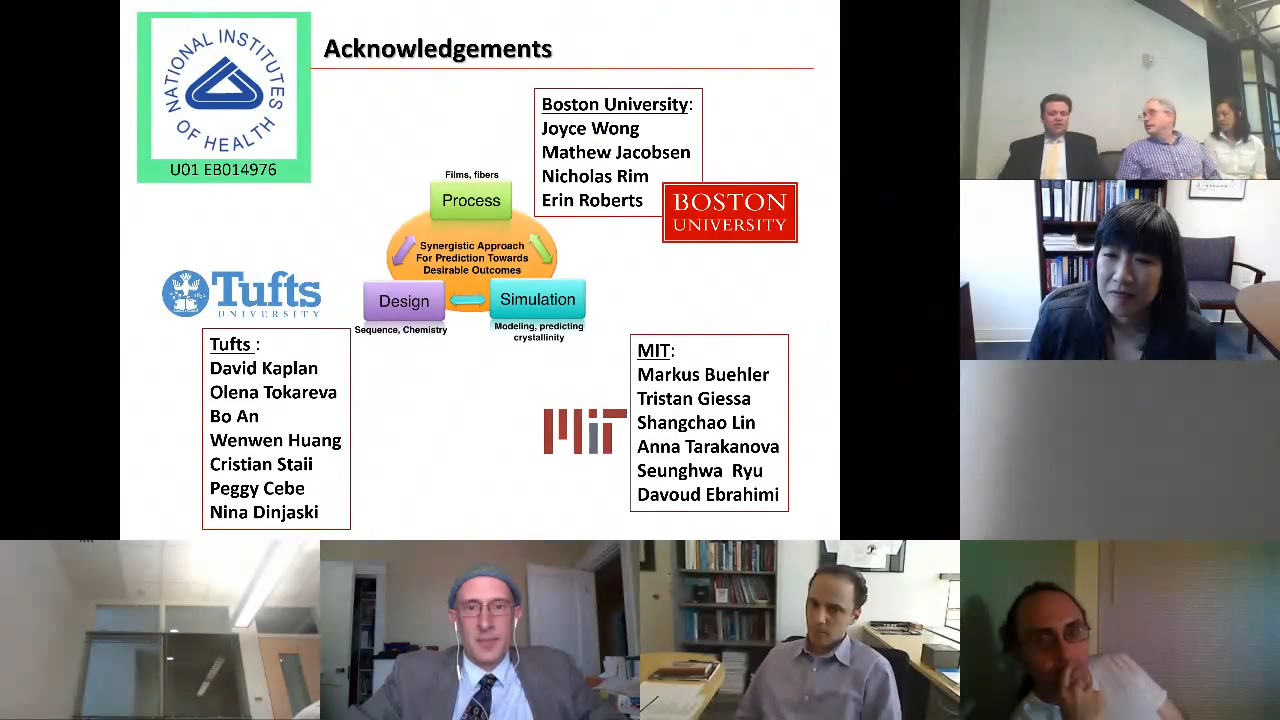 Acknowledgements
NATIONAL INSTITUTES
OF HEALTH
U01 EB014976
Boston University:
Joyce Wong
Mathew Jacobsen
Nicholas Rim
Erin Roberts
BOSTON
UNIVERSITY
Films, fibers
Process
Synergistic Approach
For Prediction Towards
Desirable Outcomes
Design
Simulation
Sequence, Chemistry
Modeling, predicting
crystallinity
Tufts
UNIVERSITY
Tufts :
David Kaplan
Olena Tokareva
Bo An
Wenwen Huang
Cristian Staii
Peggy Cebe
Nina Dinjaski
MIT
MIT:
Markus Buehler
Tristan Giessa
Shangchao Lin
Anna Tarakanova
Seunghwa Ryu
Davoud Ebrahimi